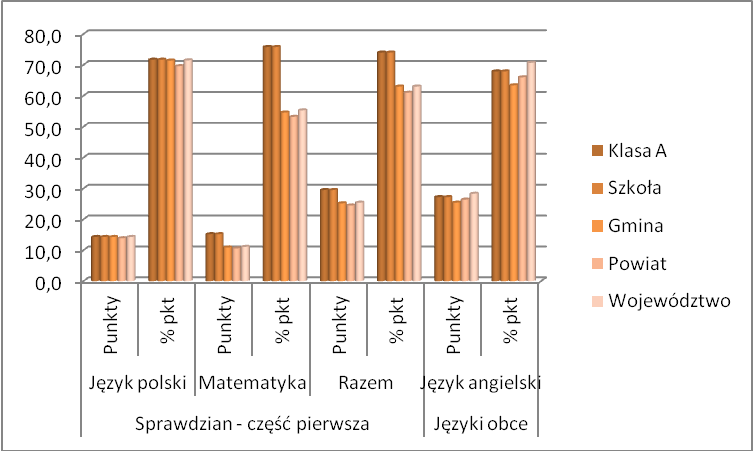 80,0
70,0
60,0
50,0
40,0
30,0
20,0
10,0
0,0
Punkty % pkt Punkty % pkt Punkty % pkt Punkty % pkt
Język polski Matematyka Razem Język angielski
Sprawdzian - część pierwsza Języki obce
Klasa A
Szkoła
Gmina
Powiat
Województwo